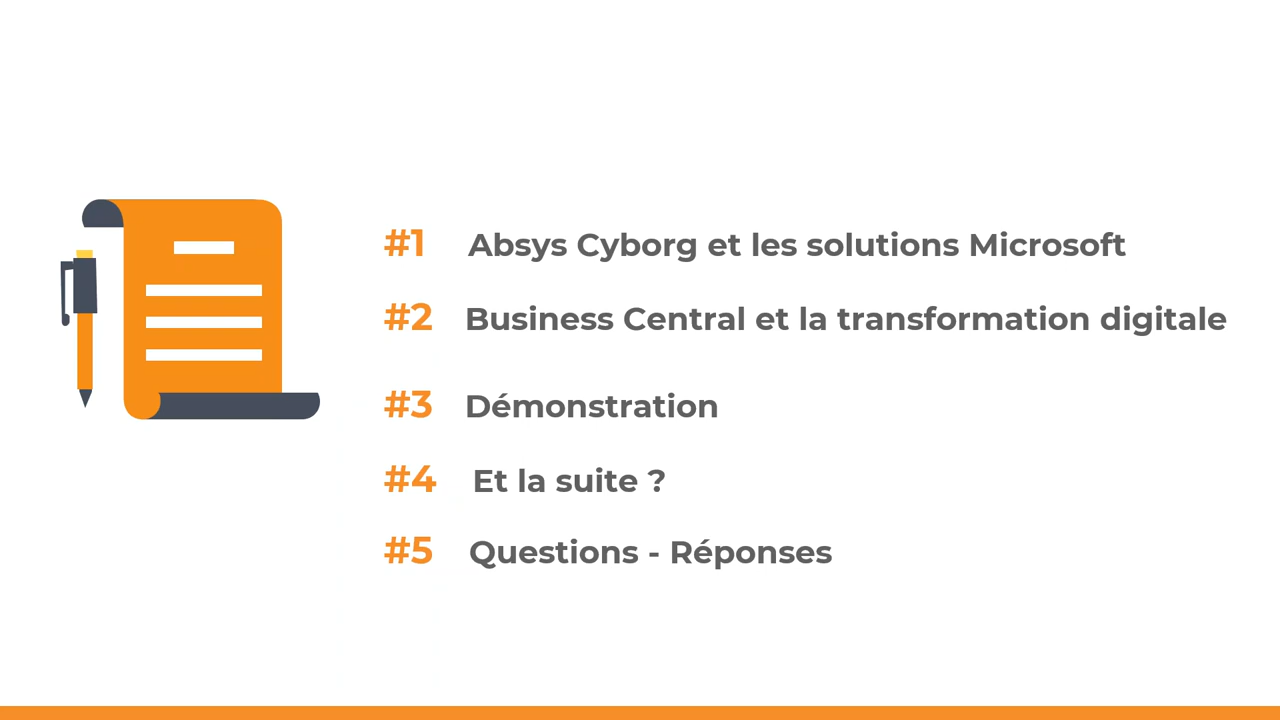 #1 Absys Cyborg et les solutions Microsoft
#2 Business Central et la transformation digitale
#3 Démonstration
#4 Et la suite ?
#5 Questions - Réponses